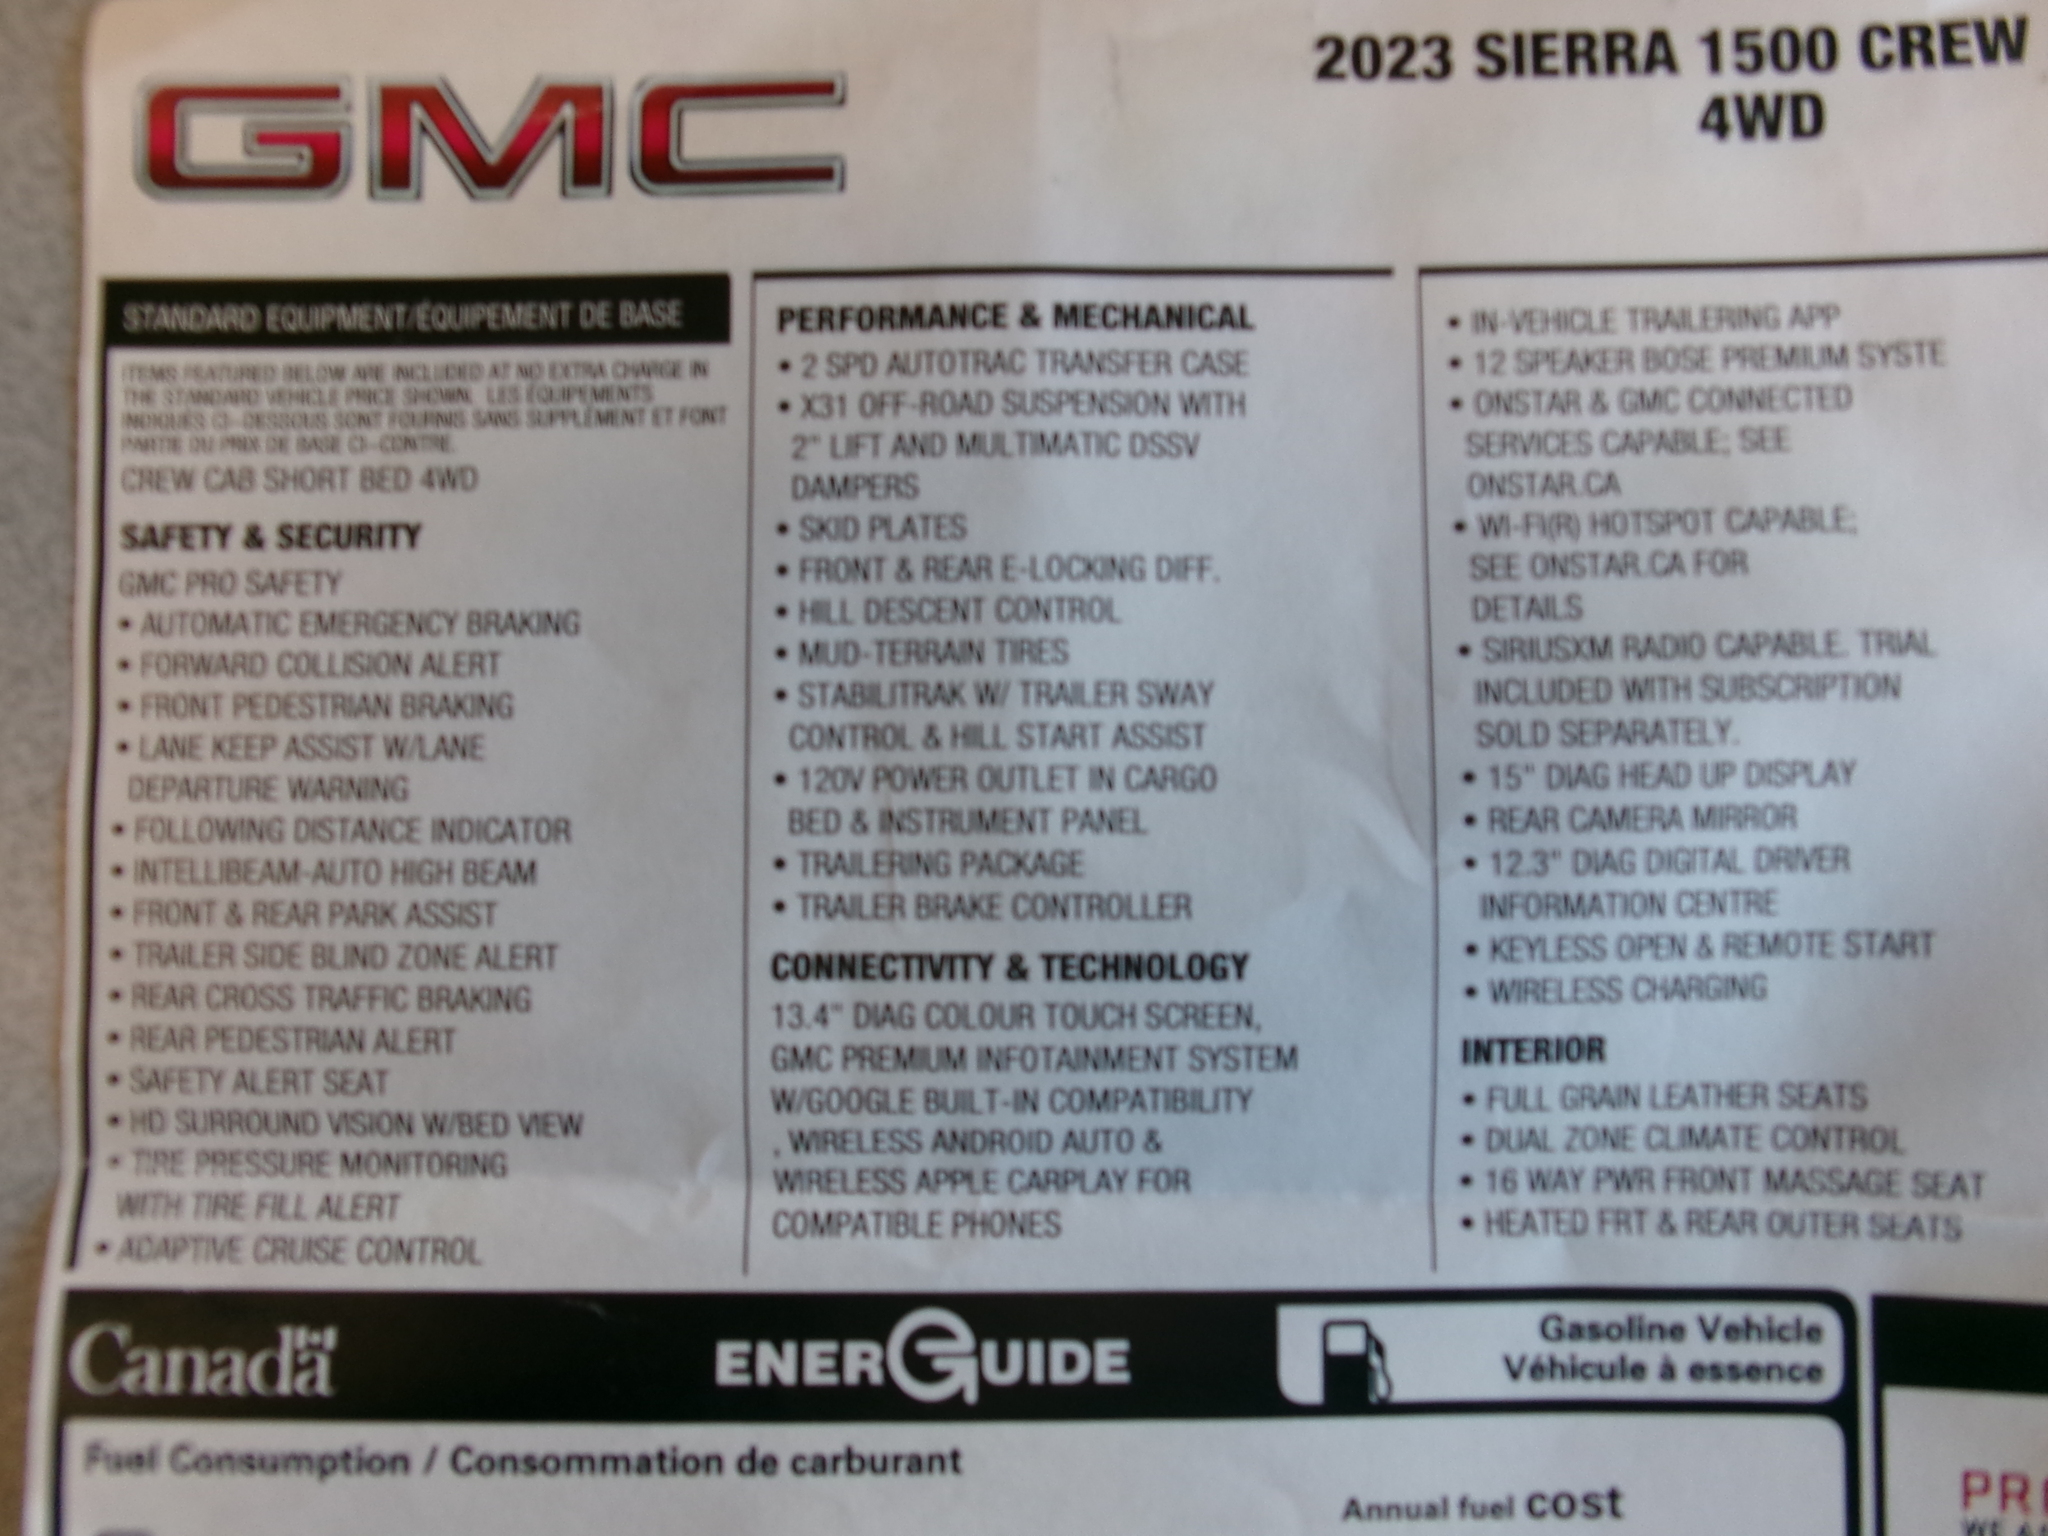 GMC
2023 SIERRA 1500 CREW
4WD
STANDARD EQUIPMENT/ÉQUIPEMENT DE BASE
ITEMS FEATURED BELOW ARE INCLUDED AT NO EXTRA CHARGE IN
THE STANDARD VEHICLE PRICE SHOWN. LES ÉQUIPEMENTS
INDIQUÉS CI-DESSOUS SONT FOURNIS SANS SUPPLÉMENT ET FONT
PARTIE DU PRIX DE BASE CI-CONTRE.
CREW CAB SHORT BED 4WD
SAFETY & SECURITY
GMC PRO SAFETY
• AUTOMATIC EMERGENCY BRAKING
• FORWARD COLLISION ALERT
• FRONT PEDESTRIAN BRAKING
• LANE KEEP ASSIST W/LANE
DEPARTURE WARNING
• FOLLOWING DISTANCE INDICATOR
• INTELLIBEAM-AUTO HIGH BEAM
• FRONT & REAR PARK ASSIST
• TRAILER SIDE BLIND ZONE ALERT
• REAR CROSS TRAFFIC BRAKING
• REAR PEDESTRIAN ALERT
• SAFETY ALERT SEAT
• HD SURROUND VISION W/BED VIEW
• TIRE PRESSURE MONITORING
WITH TIRE FILL ALERT
• ADAPTIVE CRUISE CONTROL
PERFORMANCE & MECHANICAL
• 2 SPD AUTOTRAC TRANSFER CASE
• X31 OFF-ROAD SUSPENSION WITH
2" LIFT AND MULTIMATIC DSSV
DAMPERS
• SKID PLATES
• FRONT & REAR E-LOCKING DIFF.
• HILL DESCENT CONTROL
• MUD-TERRAIN TIRES
• STABILITRAK W/ TRAILER SWAY
CONTROL & HILL START ASSIST
• 120V POWER OUTLET IN CARGO
BED & INSTRUMENT PANEL
• TRAILERING PACKAGE
• TRAILER BRAKE CONTROLLER
CONNECTIVITY & TECHNOLOGY
13.4" DIAG COLOUR TOUCH SCREEN,
GMC PREMIUM INFOTAINMENT SYSTEM
W/GOOGLE BUILT-IN COMPATIBILITY
, WIRELESS ANDROID AUTO &
WIRELESS APPLE CARPLAY FOR
COMPATIBLE PHONES
• IN-VEHICLE TRAILERING APP
• 12 SPEAKER BOSE PREMIUM SYSTE
• ONSTAR & GMC CONNECTED
SERVICES CAPABLE; SEE
ONSTAR.CA
• WI-FI(R) HOTSPOT CAPABLE;
SEE ONSTAR.CA FOR
DETAILS
• SIRIUSXM RADIO CAPABLE. TRIAL
INCLUDED WITH SUBSCRIPTION
SOLD SEPARATELY.
• 15" DIAG HEAD UP DISPLAY
• REAR CAMERA MIRROR
• 12.3" DIAG DIGITAL DRIVER
INFORMATION CENTRE
• KEYLESS OPEN & REMOTE START
• WIRELESS CHARGING
INTERIOR
• FULL GRAIN LEATHER SEATS
• DUAL ZONE CLIMATE CONTROL
• 16 WAY PWR FRONT MASSAGE SEAT
• HEATED FRT & REAR OUTER SEATS
Canada
ENERGUIDE
Gasoline Vehicle
Véhicule à essence
Fuel Consumption / Consommation de carburant
Annual fuel cost
PR